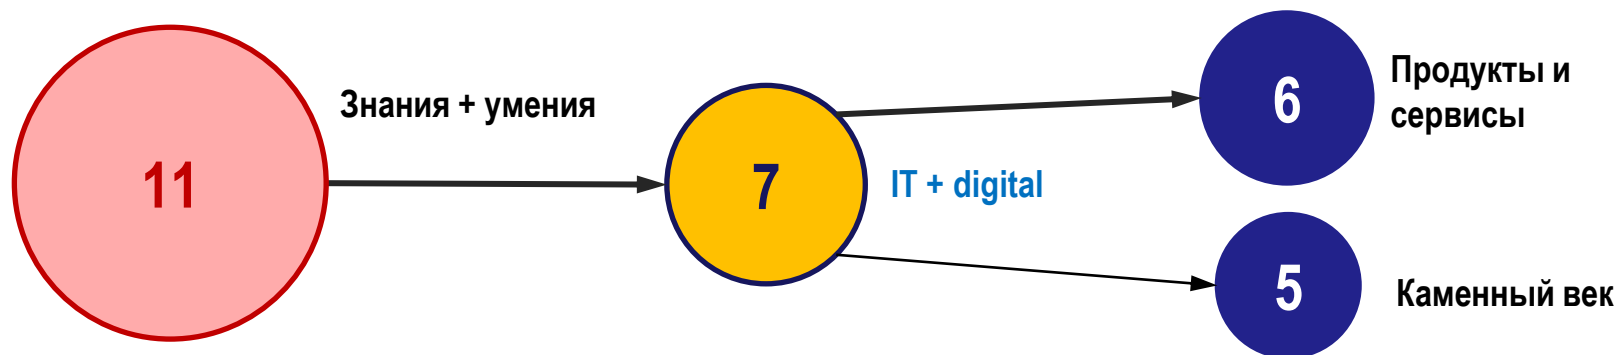 11
Знания + умения
7
IT + digital
6
Продукты и
сервисы
5
Каменный век